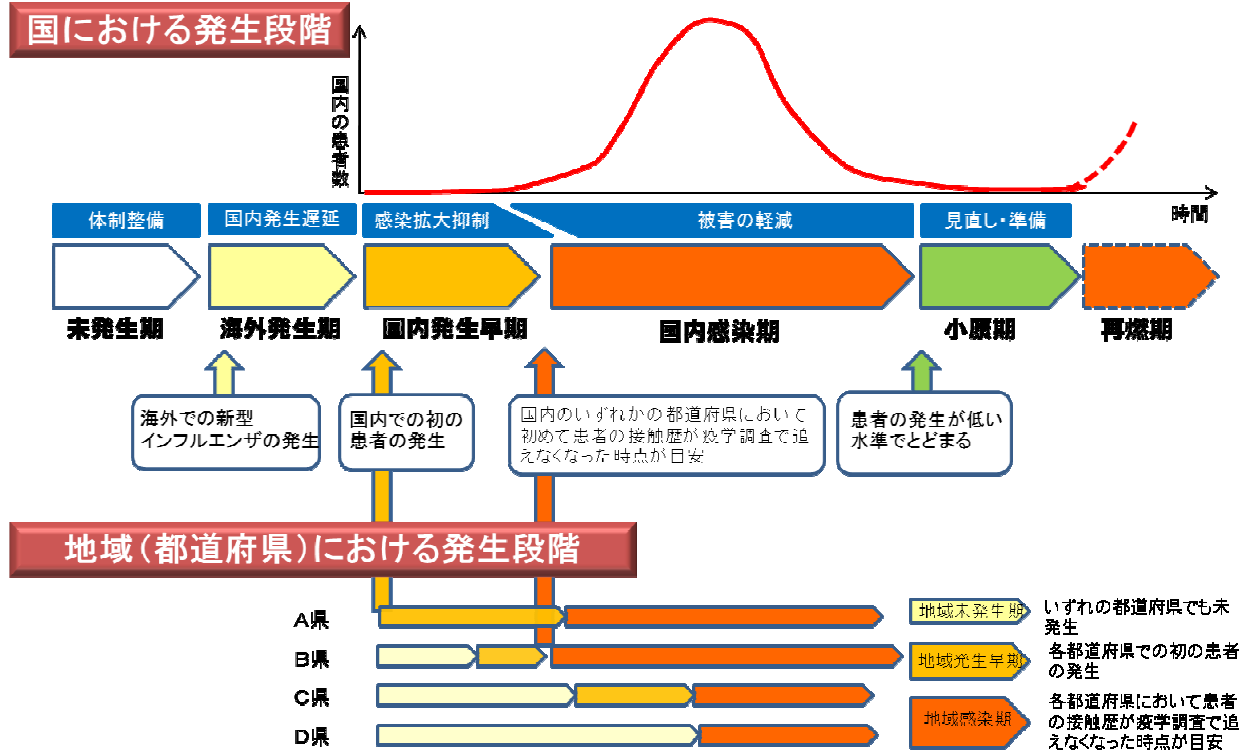 国における発生段階
国内の患者数
時間
体制整備
国内発生遅延
感染拡大抑制
被害の軽減
見直し・準備
未発生期
海外発生期
国内発生早期
国内感染期
小康期
再燃期
海外での新型
インフルエンザの発生
国内での初の
患者の発生
国内のいずれかの都道府県において
初めて患者の接触歴が疫学調査で追
えなくなった時点が目安
患者の発生が低い
水準でとどまる
地域(都道府県)における発生段階
A県
B県
C県
D県
地域未発生期
いずれの都道府県でも未
発生
地域発生早期
各都道府県での初の患者
の発生
地域感染期
各都道府県において患者
の接触歴が疫学調査で追
えなくなった時点が目安